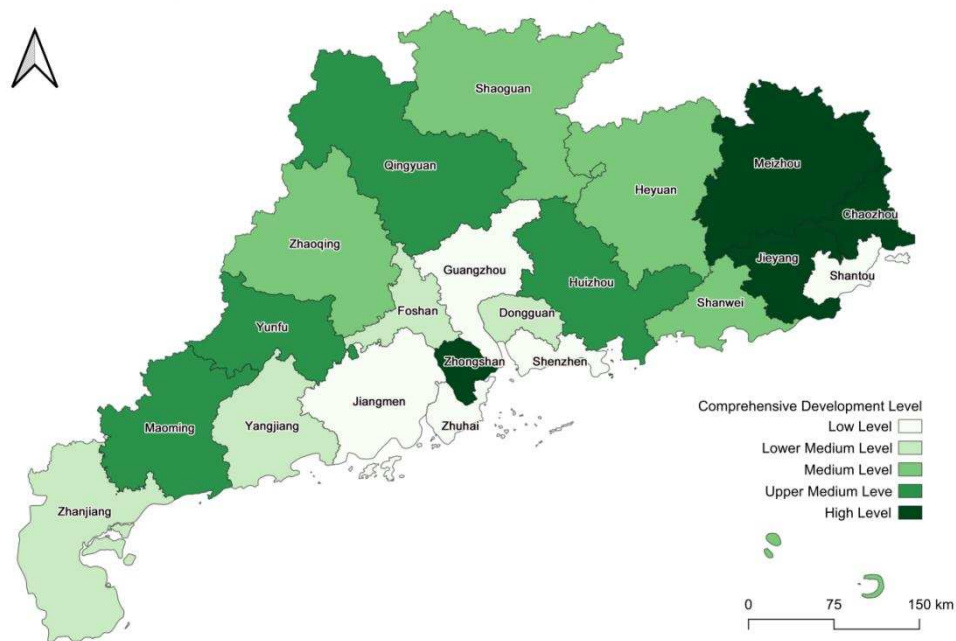 Shaoguan
Qingyuan
Meizhou
Heyuan
Chaozhou
Zhaoqing
Jieyang
Guangzhou
Shantou
Huizhou
Shanwei
Foshan
Dongguan
Yunfu
Zhongshan
Shenzhen
Jiangmen
Zhuhai
Maoming
Yangjiang
Zhanjiang
Comprehensive Development Level
Low Level
Lower Medium Level
Medium Level
Upper Medium Leve
High Level
0 75 150 km